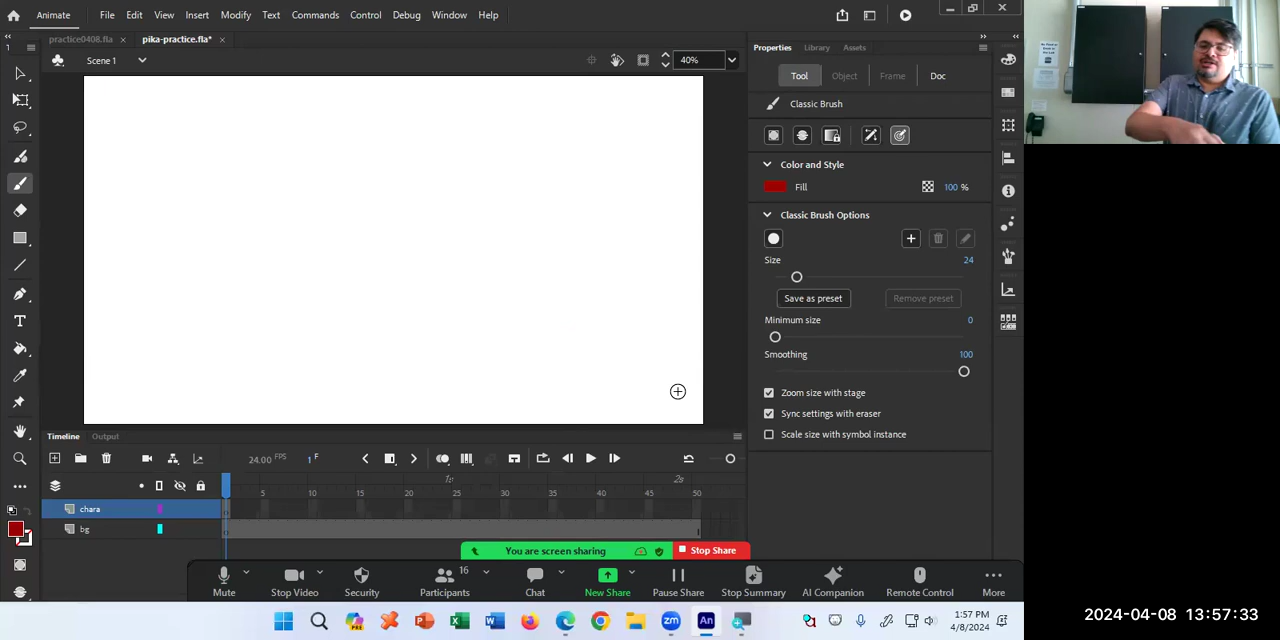 Animate File Edit View Insert Modify Text Commands Control Debug Window Help
practice0408.fla × pika-practice.fla* ×
Scene 1 40%
Properties Library Assets
Tool Object Frame Doc
Classic Brush
Color and Style
Fill 100 %
Classic Brush Options
Size 24
Save as preset Remove preset
Minimum size 0
Smoothing 100
Zoom size with stage
Sync settings with eraser
Scale size with symbol instance
Timeline Output
24.00 FPS 1 F
1s 2s
5 10 15 20 25 30 35 40 45 50
chara
bg
You are screen sharing Stop Share
16
Mute Stop Video Security Participants Chat New Share Pause Share Stop Summary AI Companion Remote Control More
1:57 PM
4/8/2024
2024-04-08 13:57:33